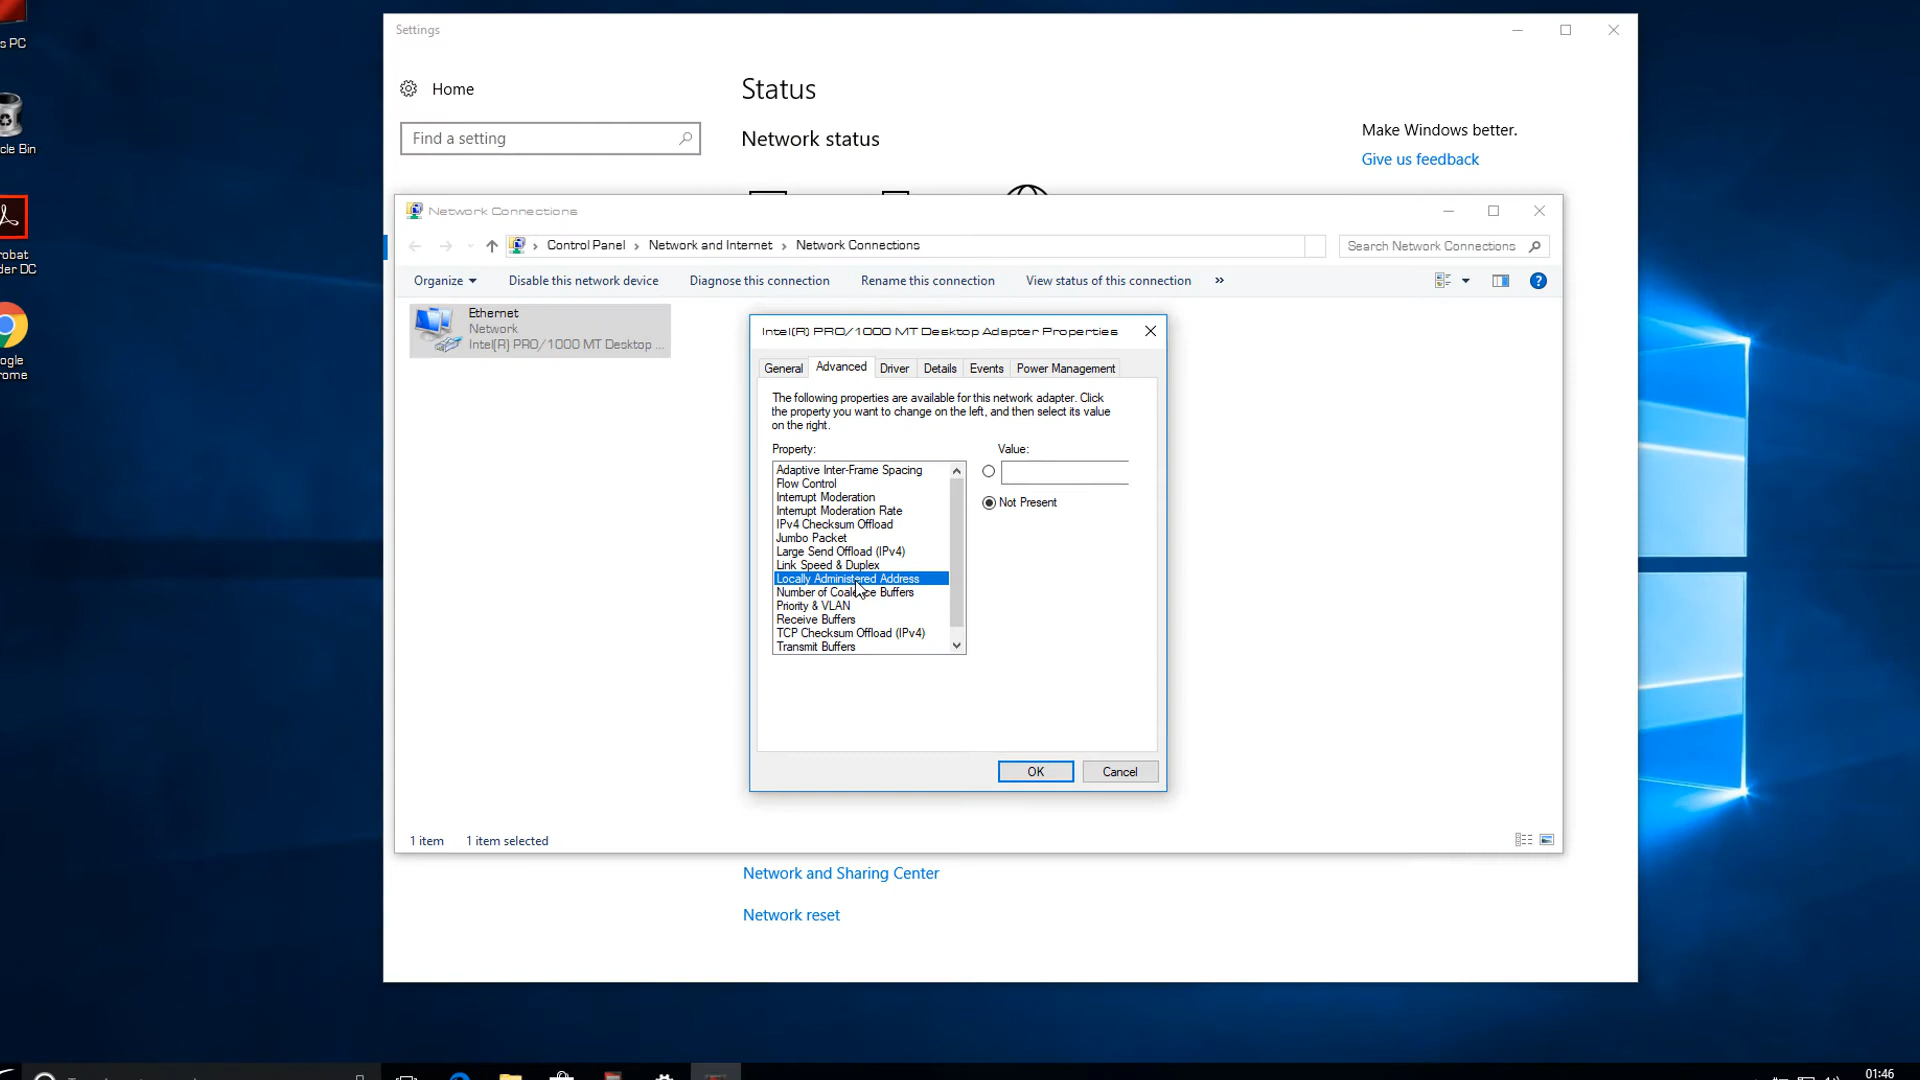 s PC
cle Bin
robat
der DC
ogle
rome
Settings
Home
Find a setting
Status
Network status
Make Windows better.
Give us feedback
Network Connections
Control Panel > Network and Internet > Network Connections
Search Network Connections
Organize
Disable this network device
Diagnose this connection
Rename this connection
View status of this connection
»
Ethernet
Network
Intel(R) PRO/1000 MT Desktop ...
Intel(R) PRO/1000 MT Desktop Adapter Properties
General
Advanced
Driver
Details
Events
Power Management
The following properties are available for this network adapter. Click
the property you want to change on the left, and then select its value
on the right.
Property:
Value:
Adaptive Inter-Frame Spacing
Flow Control
Interrupt Moderation
Interrupt Moderation Rate
IPv4 Checksum Offload
Jumbo Packet
Large Send Offload (IPv4)
Link Speed & Duplex
Locally Administered Address
Number of Coalesce Buffers
Priority & VLAN
Receive Buffers
TCP Checksum Offload (IPv4)
Transmit Buffers
Not Present
OK
Cancel
1 item
1 item selected
Network and Sharing Center
Network reset
01:46